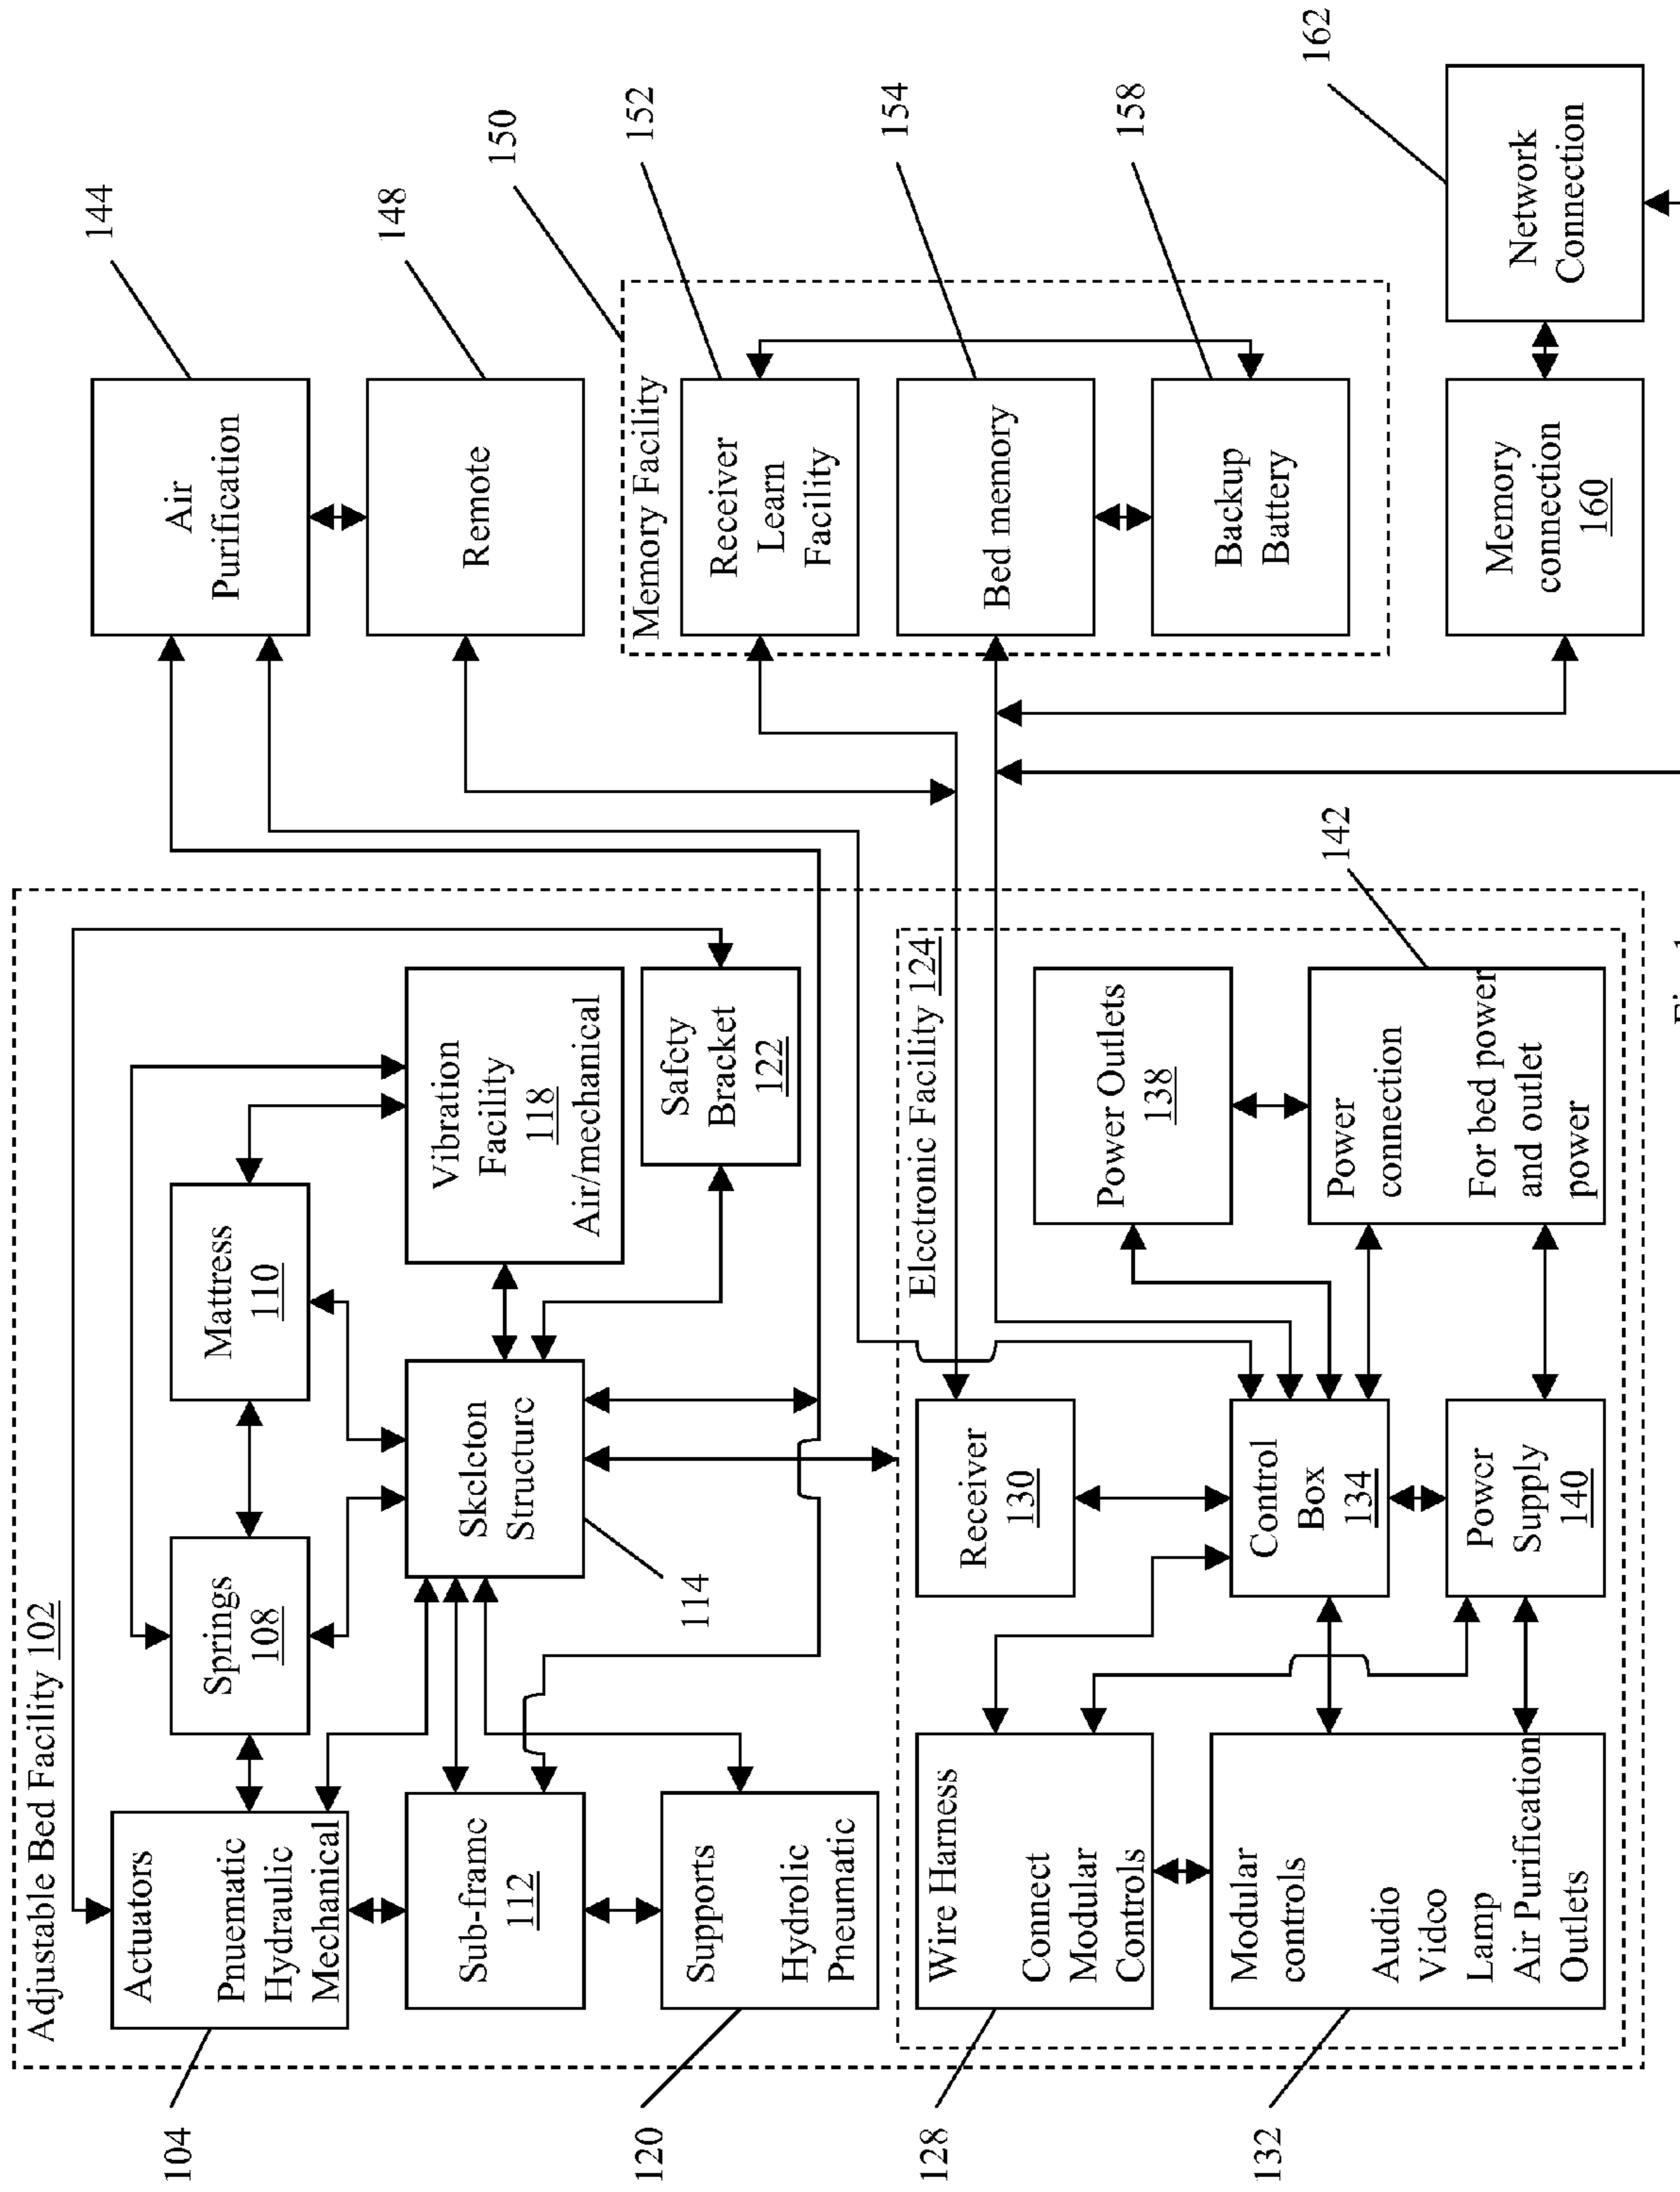 Adjustable Bed Facility 102
Actuators
Pnuematic
Hydraulic
Mechanical
104
Springs
108
Mattress
110
Sub-frame
112
Skeleton
Structure
114
Vibration
Facility
118
Air/mechanical
Supports
Hydrolic
Pneumatic
120
Safety
Bracket
122
Electronic Facility 124
Wire Harness
Connect
Modular
Controls
128
Receiver
130
Modular
controls
Audio
Video
Lamp
Air Purification
Outlets
132
Control
Box
134
Power Outlets
138
Power
Supply
140
Power
connection
For bed power
and outlet
power
142
Air
Purification
144
Remote
148
Memory Facility
150
Receiver
Learn
Facility
152
Bed memory
154
Backup
Battery
158
Memory
connection
160
Network
Connection
162